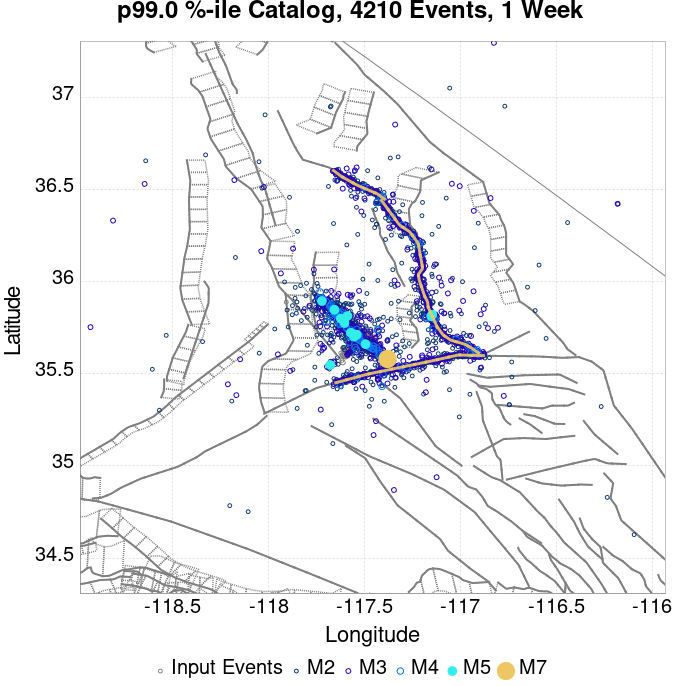 p99.0 %-ile Catalog, 4210 Events, 1 Week
37
36.5
36
35.5
35
34.5
Latitude
-118.5 -118 -117.5 -117 -116.5 -116
Longitude
Input Events M2 M3 M4 M5 M7